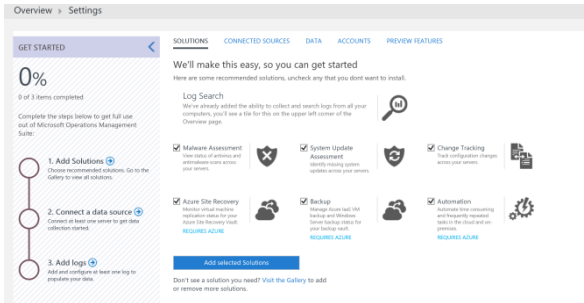 Overview ▸ Settings
GET STARTED
0%
0 of 3 items completed
Complete the steps below to get full use
out of Microsoft Operations Management
Suite:
1. Add Solutions
Choose recommended solutions. Go to the
Gallery to view all solutions.
2. Connect a data source
Connect at least one server to get data
collection started.
3. Add logs
Add and configure at least one log to
populate your data.
SOLUTIONS CONNECTED SOURCES DATA ACCOUNTS PREVIEW FEATURES
We'll make this easy, so you can get started
Here are some recommended solutions, uncheck any that you dont want to install.
Log Search
We've already added the ability to collect and search logs from all your
computers, you'll see a tile for this on the upper left corner of the
Overview page.
Malware Assessment
View status of antivirus and
antimalware scans across
your servers.
System Update
Assessment
Identify missing system
updates across your servers.
Change Tracking
Track configuration changes
across your servers.
Azure Site Recovery
Monitor virtual machine
replication status for your
Azure Site Recovery Vault.
REQUIRES AZURE
Backup
Manage Azure IaaS VM
backup and Windows
Server backup status for
your backup vault.
REQUIRES AZURE
Automation
Automate time consuming
and frequently repeated
tasks in the cloud and on-
premises.
REQUIRES AZURE
Add selected Solutions
Don't see a solution you need? Visit the Gallery to add
or remove more solutions.